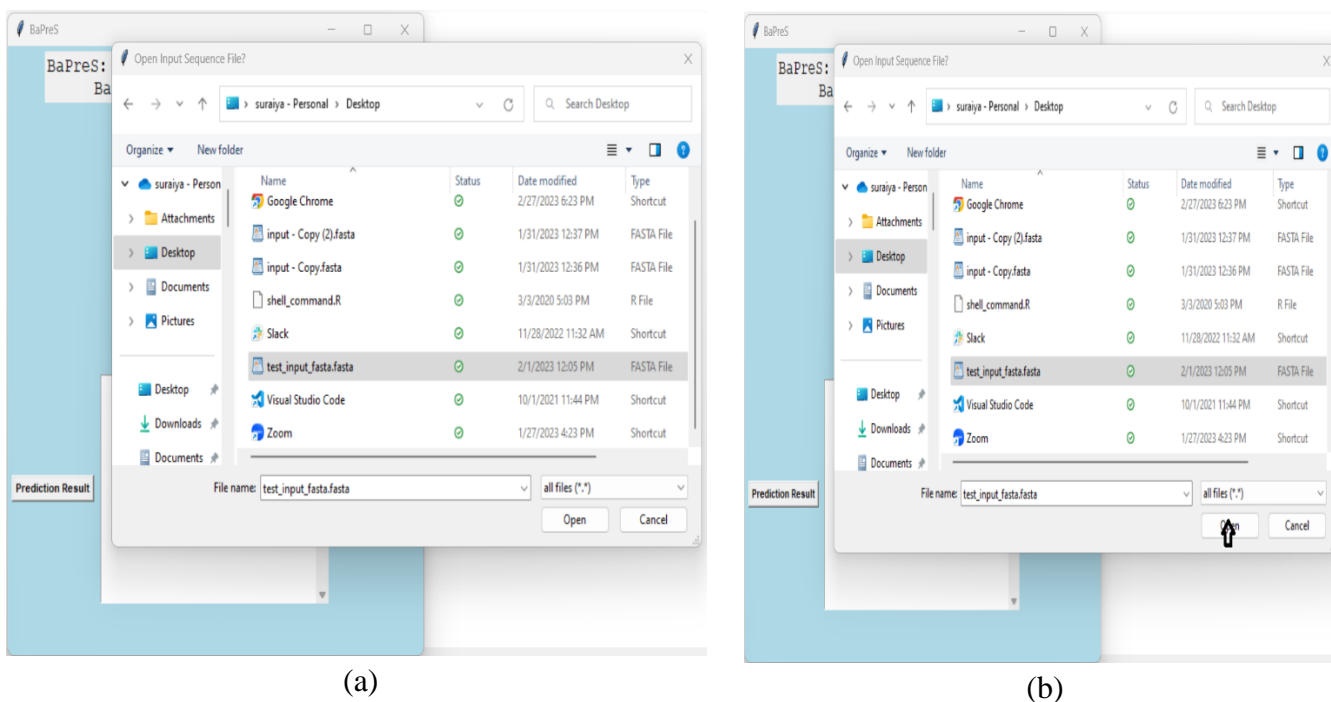 BaPreS
BaPreS:
Ba
Open Input Sequence File?
suraiya - Personal > Desktop
Search Desktop
Organize New folder
Name Status Date modified Type
suraiya - Person
Attachments
Desktop
Documents
Pictures
Desktop
Downloads
Documents
Google Chrome 2/27/2023 6:23 PM Shortcut
input - Copy (2).fasta 1/31/2023 12:37 PM FASTA File
input - Copy.fasta 1/31/2023 12:36 PM FASTA File
shell_command.R 3/3/2020 5:03 PM R File
Slack 11/28/2022 11:32 AM Shortcut
test_input_fasta.fasta 2/1/2023 12:05 PM FASTA File
Visual Studio Code 10/1/2021 11:44 PM Shortcut
Zoom 1/27/2023 4:23 PM Shortcut
Prediction Result
File name: test_input_fasta.fasta all files (*.*)
Open Cancel
(a)
BaPreS
BaPreS:
Ba
Open Input Sequence File?
suraiya - Personal > Desktop
Search Desktop
Organize New folder
Name Status Date modified Type
suraiya - Person
Attachments
Desktop
Documents
Pictures
Desktop
Downloads
Documents
Google Chrome 2/27/2023 6:23 PM Shortcut
input - Copy (2).fasta 1/31/2023 12:37 PM FASTA File
input - Copy.fasta 1/31/2023 12:36 PM FASTA File
shell_command.R 3/3/2020 5:03 PM R File
Slack 11/28/2022 11:32 AM Shortcut
test_input_fasta.fasta 2/1/2023 12:05 PM FASTA File
Visual Studio Code 10/1/2021 11:44 PM Shortcut
Zoom 1/27/2023 4:23 PM Shortcut
Prediction Result
File name: test_input_fasta.fasta all files (*.*)
Open Cancel
(b)